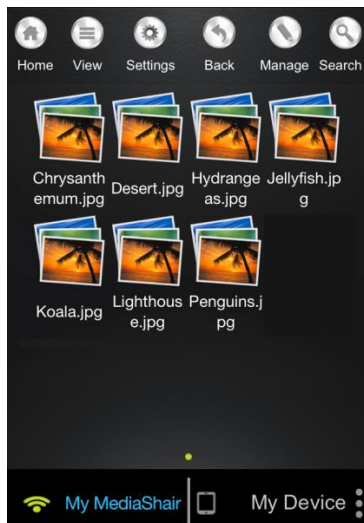 Home View Settings Back Manage Search
Chrysanth
emum.jpg
Desert.jpg
Hydrange
as.jpg
Jellyfish.jp
g
Koala.jpg
Lighthous
e.jpg
Penguins.j
pg
My MediaShair
My Device